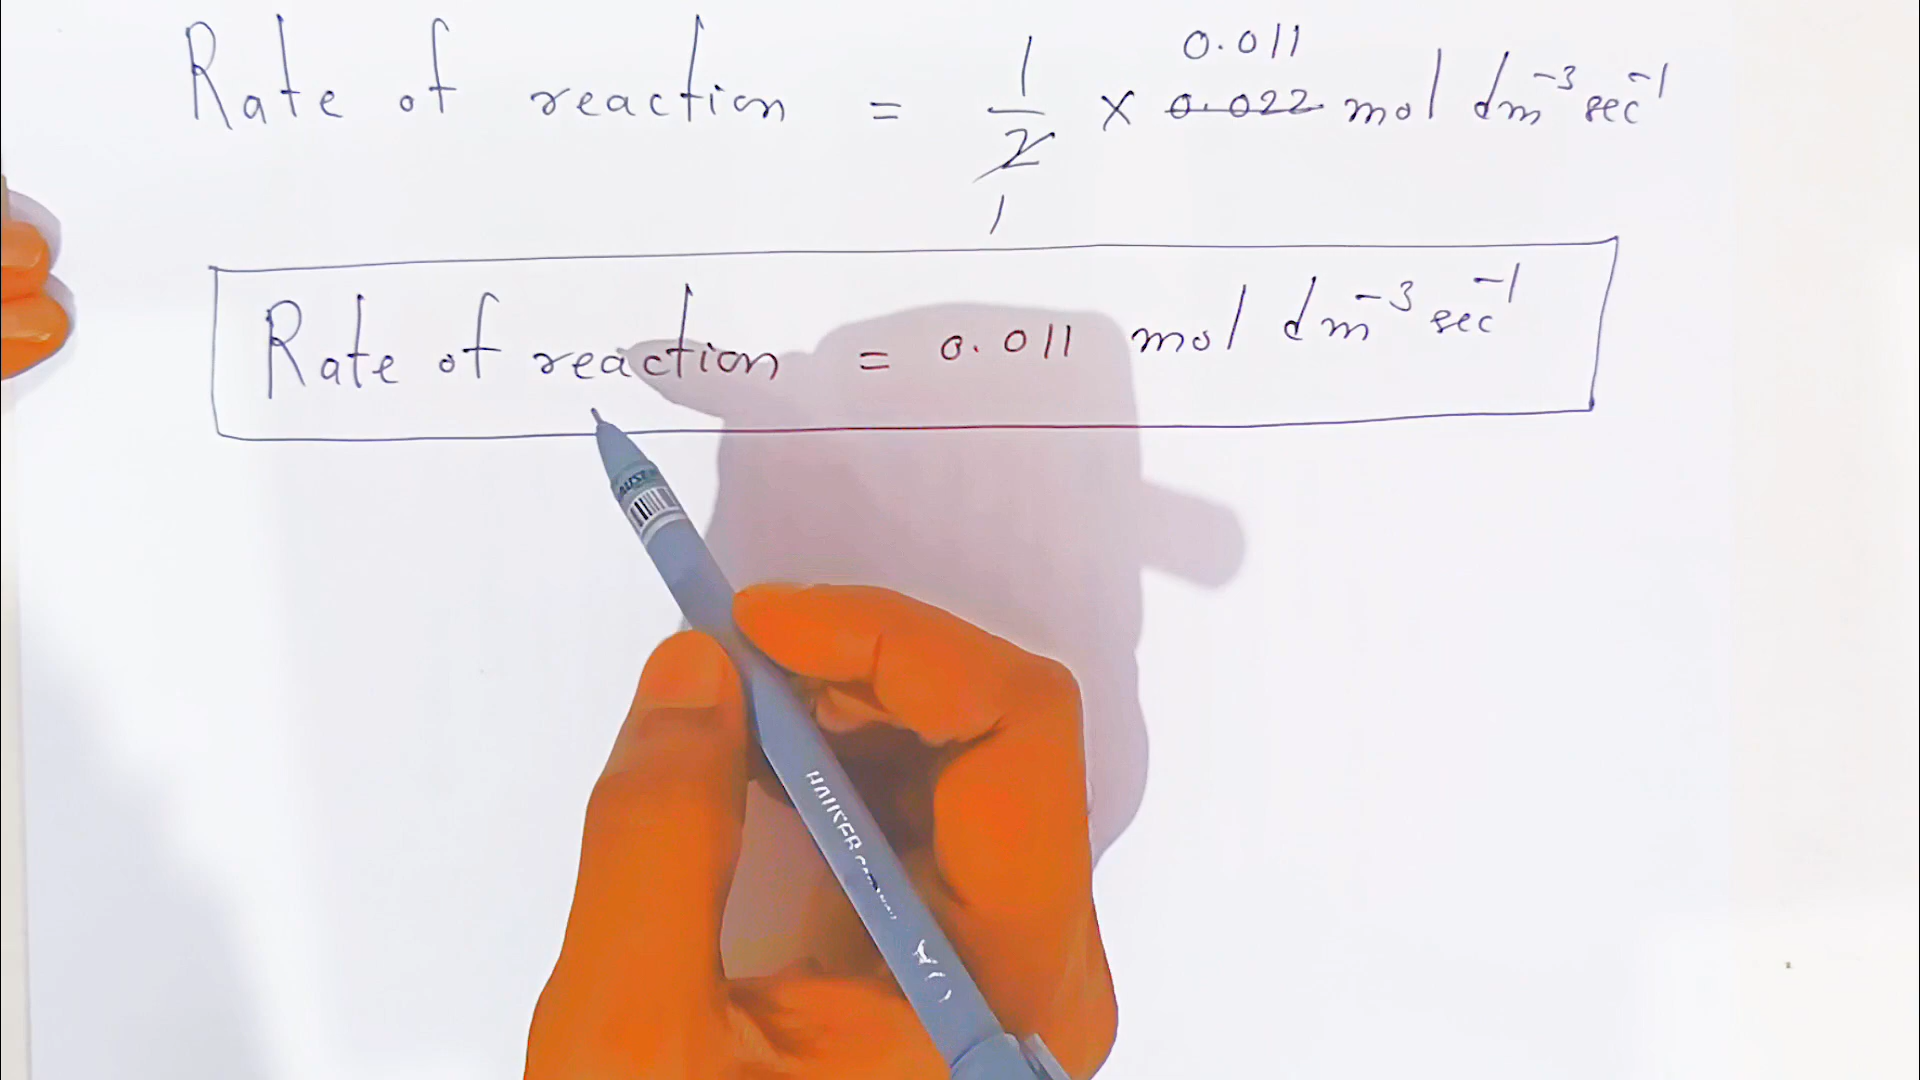 Rate of reaction = 1/2 × 0.022 mol dm⁻³ sec⁻¹
0.011
1
Rate of reaction = 0.011 mol dm⁻³ sec⁻¹
HAUSER